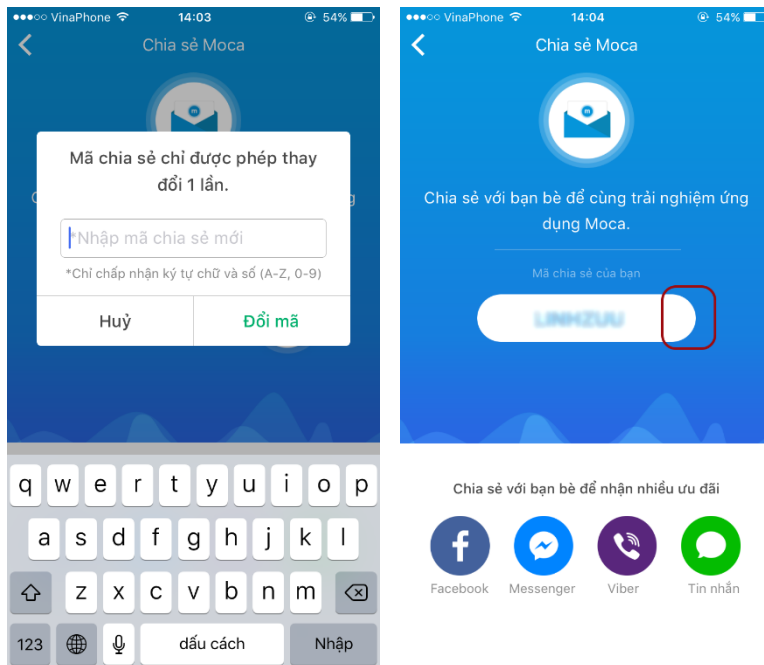 VinaPhone 14:03 54%
Chia sẻ Moca
Mã chia sẻ chỉ được phép thay
đổi 1 lần.
*Nhập mã chia sẻ mới
*Chỉ chấp nhận ký tự chữ và số (A-Z, 0-9)
Huỷ Đổi mã
q w e r t y u i o p
a s d f g h j k l
z x c v b n m
123 dấu cách Nhập
VinaPhone 14:04 54%
Chia sẻ Moca
m
Chia sẻ với bạn bè để cùng trải nghiệm ứng
dụng Moca.
Mã chia sẻ của bạn
Chia sẻ với bạn bè để nhận nhiều ưu đãi
Facebook Messenger Viber Tin nhắn